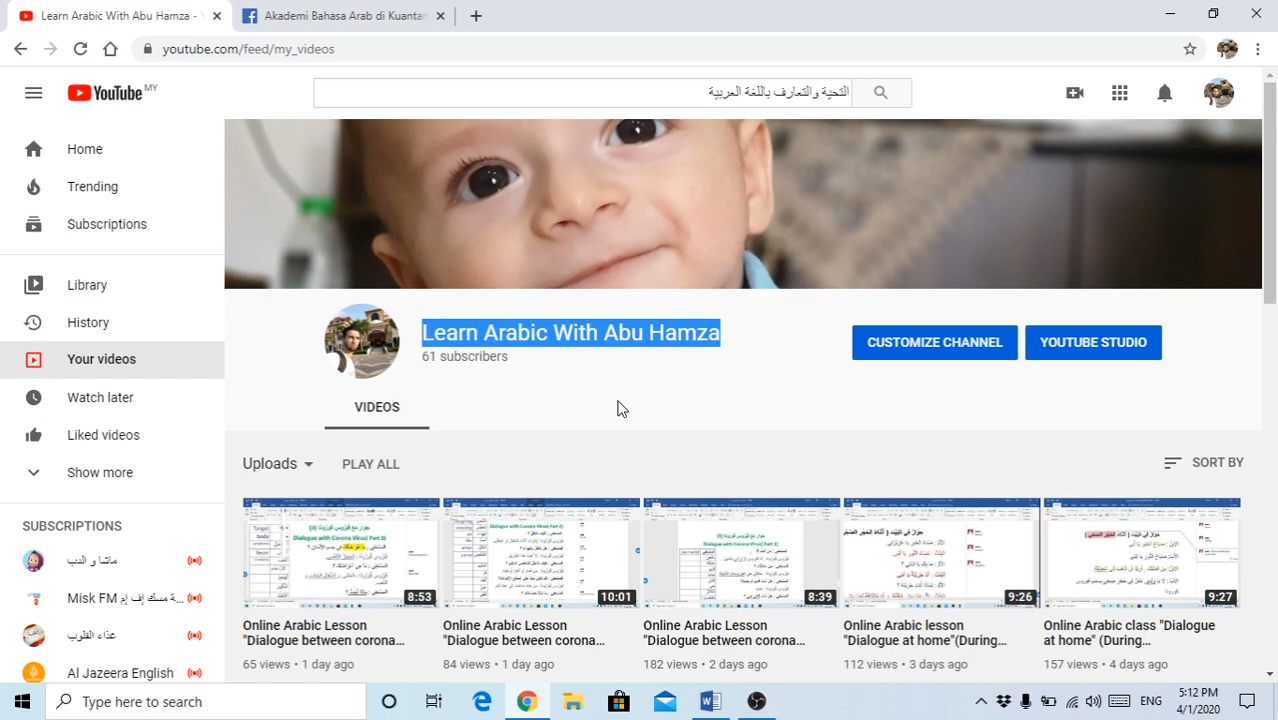 Learn Arabic With Abu Hamza - Y
Akademi Bahasa Arab di Kuantan
youtube.com/feed/my_videos
YouTube MY
التحية والتعارف باللغة العربية
Home
Trending
Subscriptions
Library
History
Your videos
Watch later
Liked videos
Show more
SUBSCRIPTIONS
ماشا و الدب
Misk FM ة مسك إف إم...
غذاء القلوب
Al Jazeera English
Learn Arabic With Abu Hamza
61 subscribers
CUSTOMIZE CHANNEL
YOUTUBE STUDIO
VIDEOS
Uploads
PLAY ALL
SORT BY
8:53
10:01
8:39
9:26
9:27
Online Arabic Lesson
"Dialogue between corona...
65 views • 1 day ago
Online Arabic Lesson
"Dialogue between corona...
84 views • 1 day ago
Online Arabic Lesson
"Dialogue between corona...
182 views • 2 days ago
Online Arabic lesson
"Dialogue at home"(During...
112 views • 3 days ago
Online Arabic class "Dialogue
at home" (During...
157 views • 4 days ago
Type here to search
ENG
5:12 PM
4/1/2020